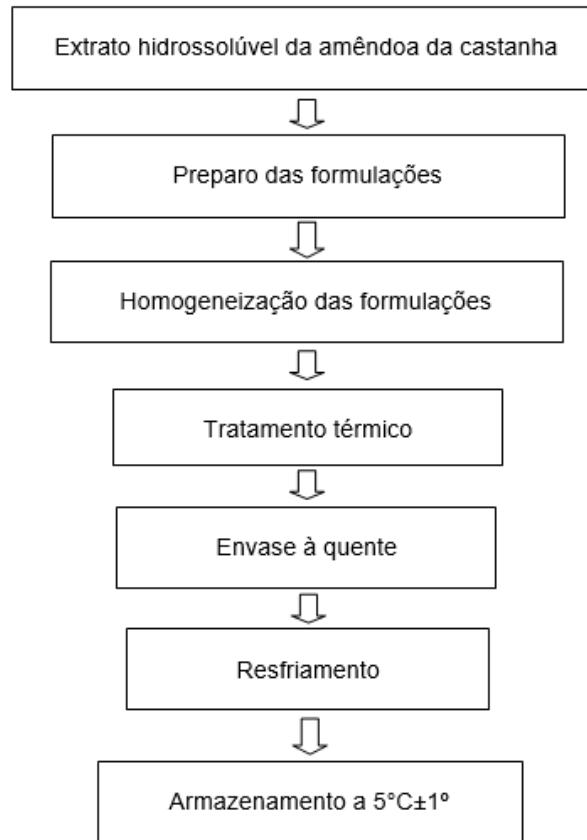 Extrato hidrossolúvel da amêndoa da castanha
Preparo das formulações
Homogeneização das formulações
Tratamento térmico
Envase à quente
Resfriamento
Armazenamento a 5°C±1º